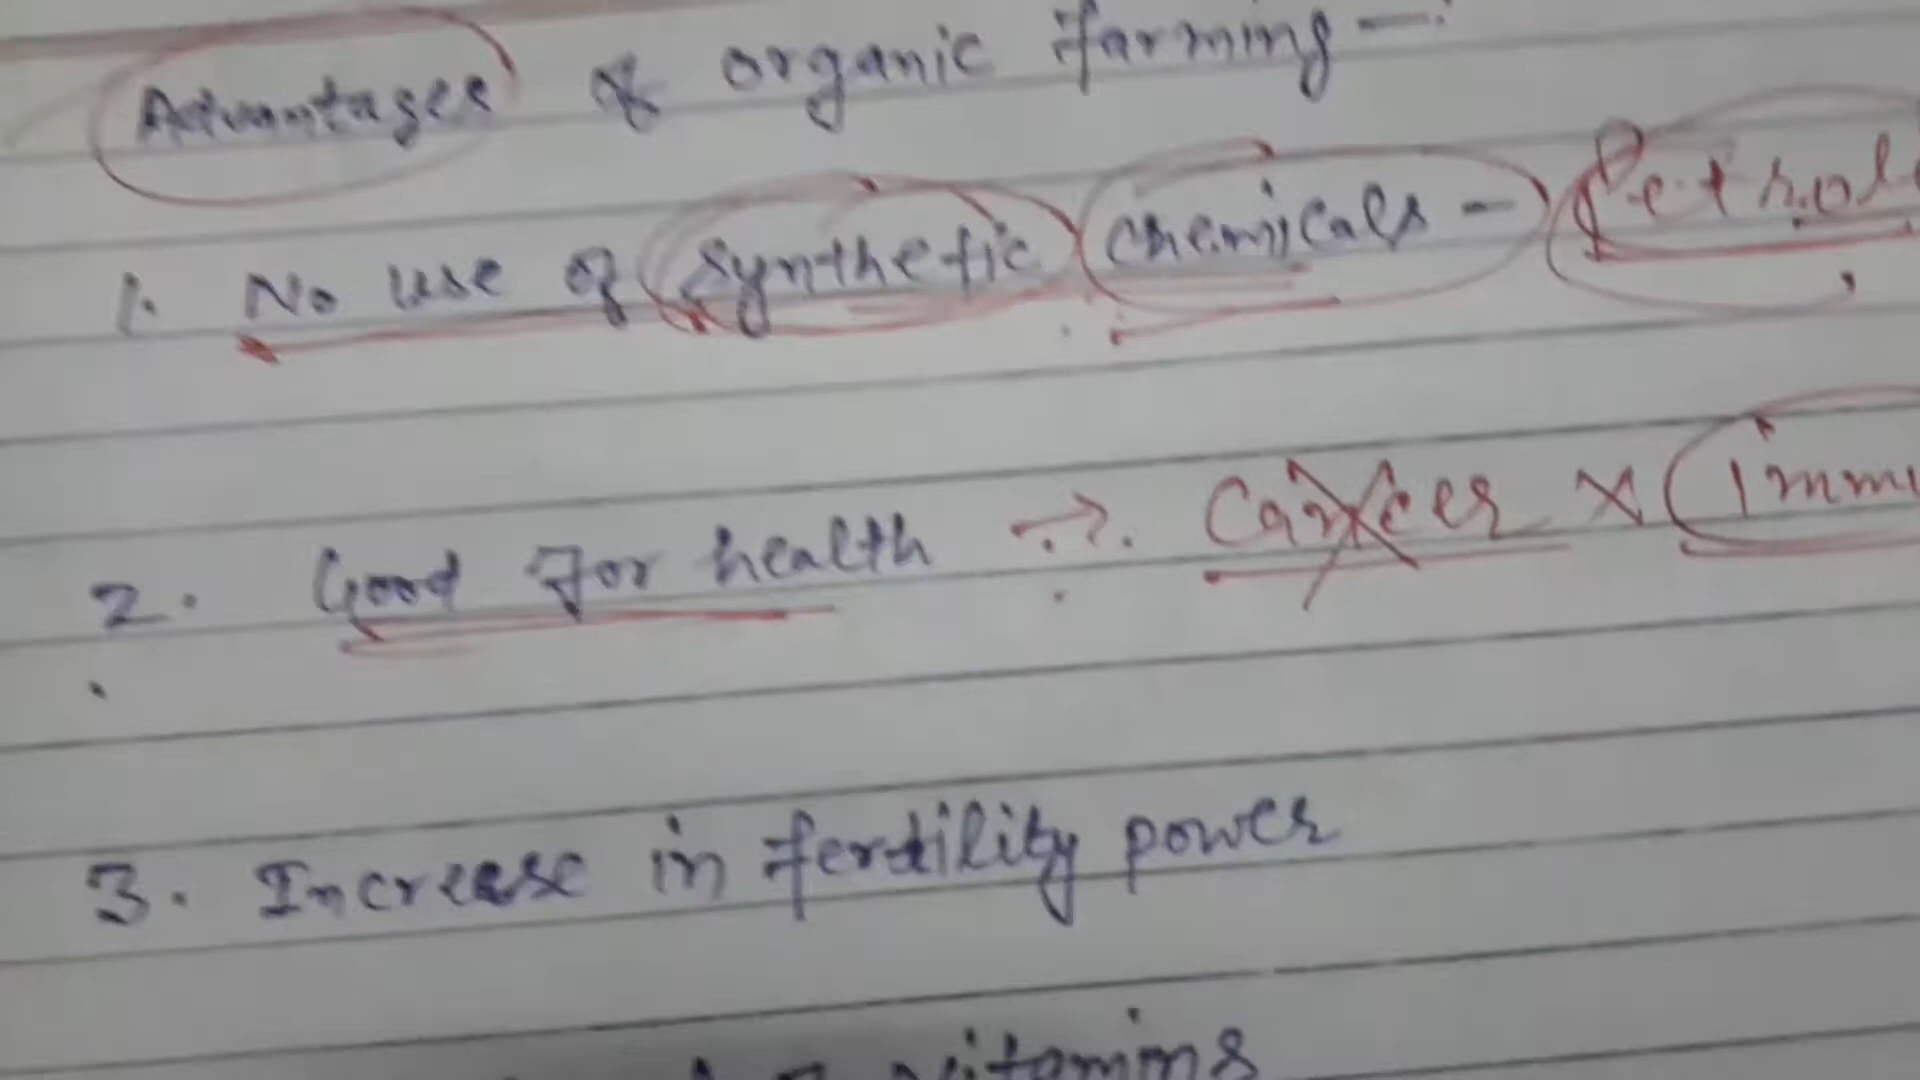 Advantages of organic farming —
1. No use of synthetic chemicals - Petrol
2. Good for health → Cancer × Imm
3. Increase in fertility power
vitamins